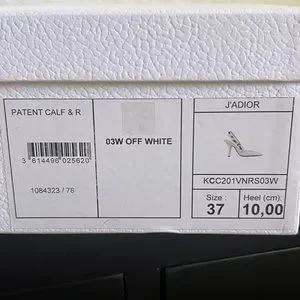 PATENT CALF & R
3 614496 025620
1084323 / 76
03W OFF WHITE
J'ADIOR
KCC201VNRS03W
Size :
37
Heel (cm):
10,00